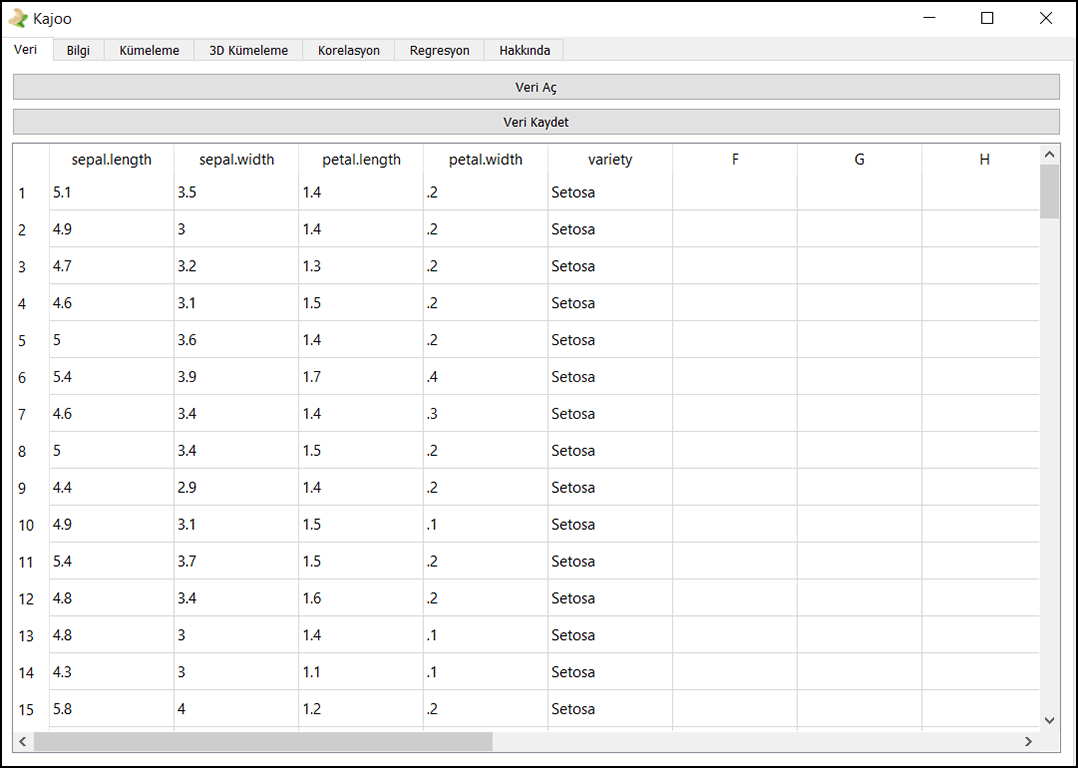 Kajoo
Veri Bilgi Kümeleme 3D Kümeleme Korelasyon Regresyon Hakkında
Veri Aç
Veri Kaydet
sepal.length sepal.width petal.length petal.width variety F G H
1 5.1 3.5 1.4 .2 Setosa
2 4.9 3 1.4 .2 Setosa
3 4.7 3.2 1.3 .2 Setosa
4 4.6 3.1 1.5 .2 Setosa
5 5 3.6 1.4 .2 Setosa
6 5.4 3.9 1.7 .4 Setosa
7 4.6 3.4 1.4 .3 Setosa
8 5 3.4 1.5 .2 Setosa
9 4.4 2.9 1.4 .2 Setosa
10 4.9 3.1 1.5 .1 Setosa
11 5.4 3.7 1.5 .2 Setosa
12 4.8 3.4 1.6 .2 Setosa
13 4.8 3 1.4 .1 Setosa
14 4.3 3 1.1 .1 Setosa
15 5.8 4 1.2 .2 Setosa